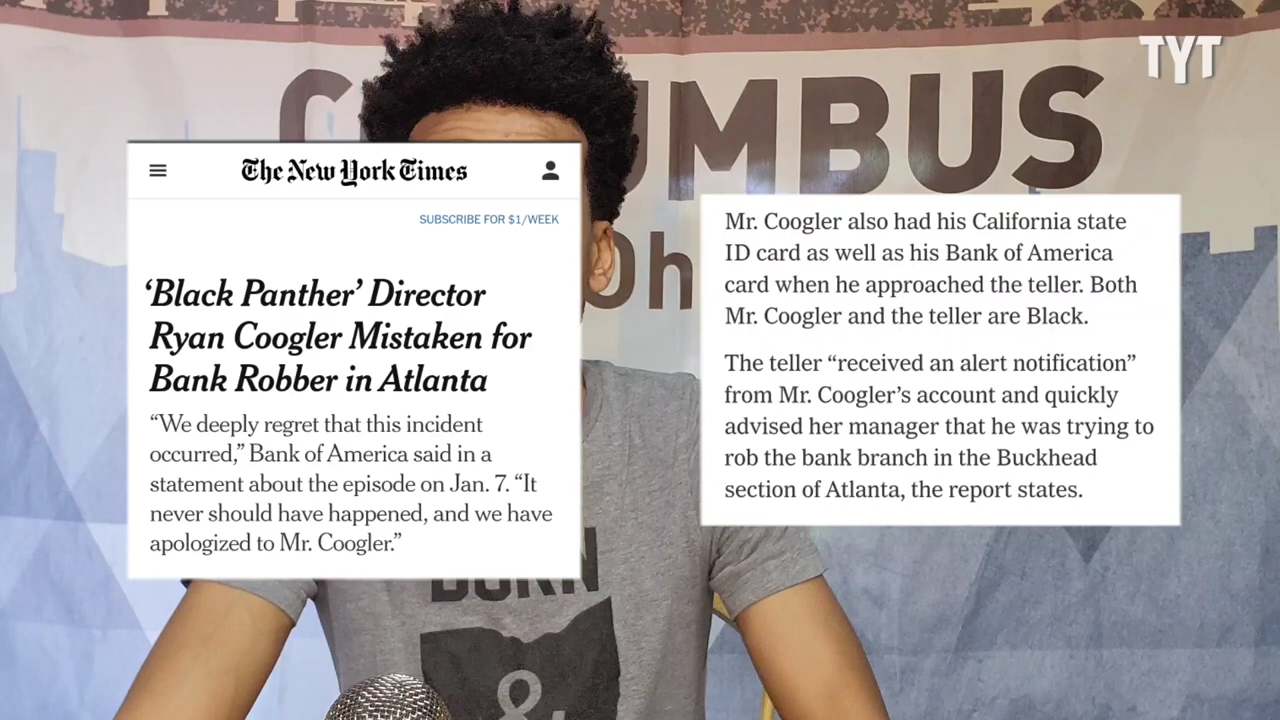 TYT
C UMBUS
Oh
The New York Times
SUBSCRIBE FOR $1/WEEK
‘Black Panther’ Director
Ryan Coogler Mistaken for
Bank Robber in Atlanta
“We deeply regret that this incident
occurred,” Bank of America said in a
statement about the episode on Jan. 7. “It
never should have happened, and we have
apologized to Mr. Coogler.”
Mr. Coogler also had his California state
ID card as well as his Bank of America
card when he approached the teller. Both
Mr. Coogler and the teller are Black.
The teller “received an alert notification”
from Mr. Coogler’s account and quickly
advised her manager that he was trying to
rob the bank branch in the Buckhead
section of Atlanta, the report states.
&